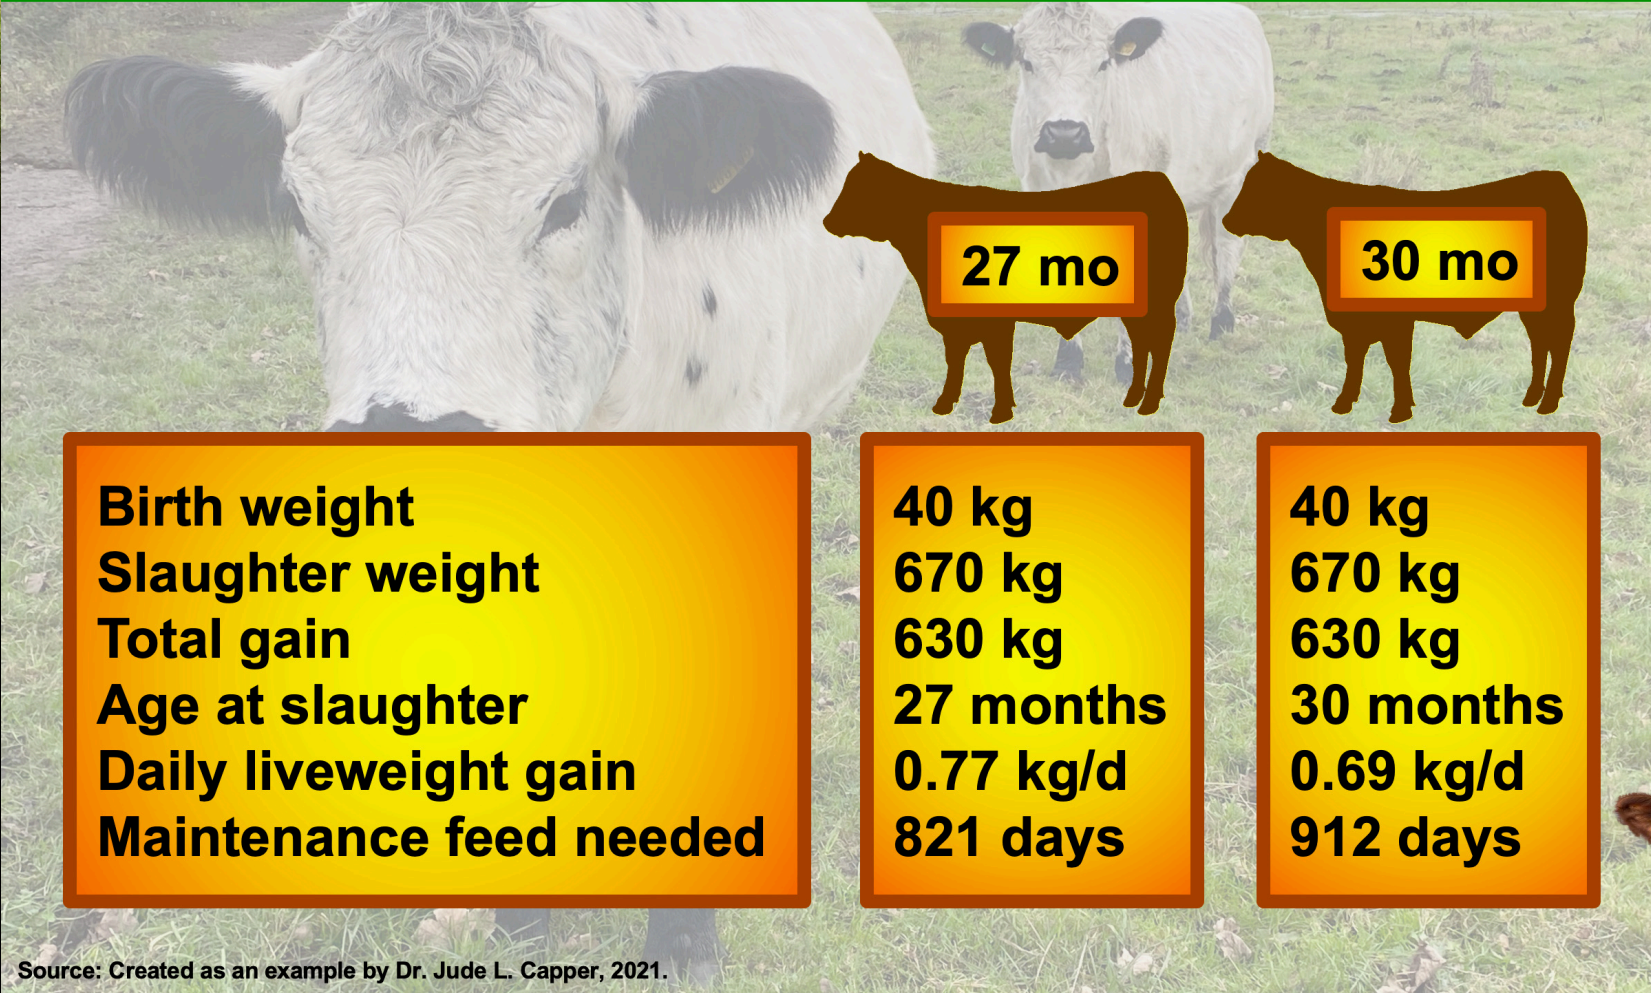 27 mo
30 mo
Birth weight 40 kg 40 kg
Slaughter weight 670 kg 670 kg
Total gain 630 kg 630 kg
Age at slaughter 27 months 30 months
Daily liveweight gain 0.77 kg/d 0.69 kg/d
Maintenance feed needed 821 days 912 days
Source: Created as an example by Dr. Jude L. Capper, 2021.